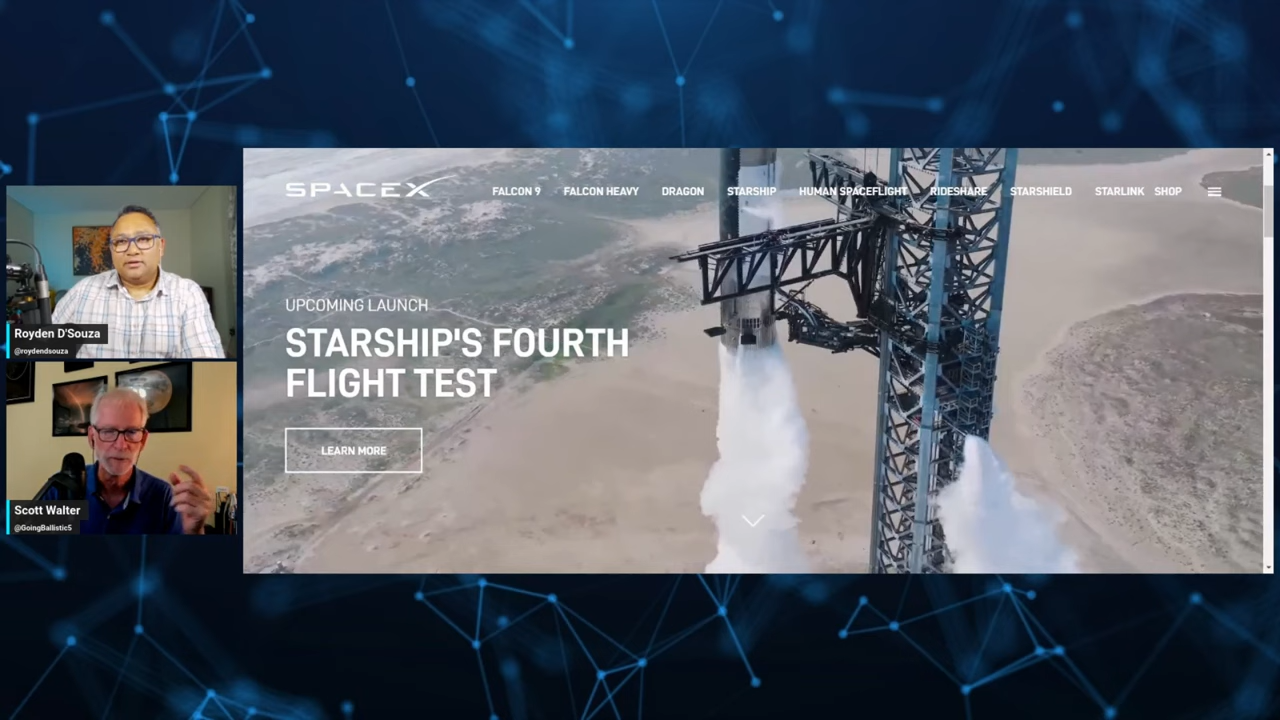 SPACEX
FALCON 9 FALCON HEAVY DRAGON STARSHIP HUMAN SPACEFLIGHT RIDESHARE STARSHIELD STARLINK SHOP
UPCOMING LAUNCH
STARSHIP'S FOURTH
FLIGHT TEST
LEARN MORE
Royden D'Souza
@roydendsouza
Scott Walter
@GoingBallistic5